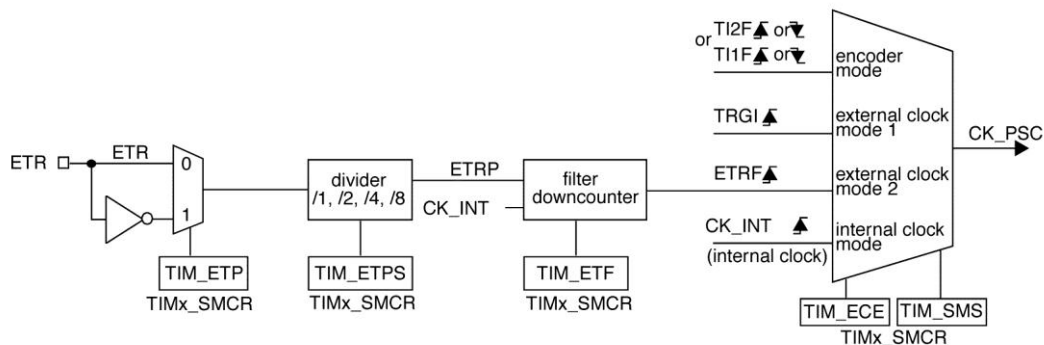 or TI2F or
TI1F or
encoder
mode
TRGI
external clock
mode 1
CK_PSC
ETR
ETR
0
1
divider
/1, /2, /4, /8
ETRP
CK_INT
filter
downcounter
ETRF
external clock
mode 2
CK_INT
(internal clock)
internal clock
mode
TIM_ETP
TIMx_SMCR
TIM_ETPS
TIMx_SMCR
TIM_ETF
TIMx_SMCR
TIM_ECE
TIM_SMS
TIMx_SMCR